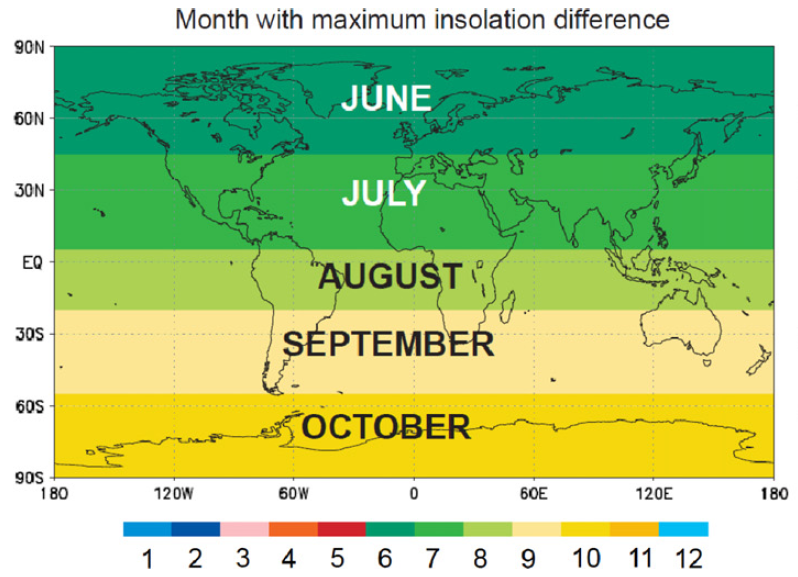 Month with maximum insolation difference
90N
JUNE
60N
JULY
30N
EQ
AUGUST
30S
SEPTEMBER
60S
OCTOBER
90S
180 120W 60W 0 60E 120E 180
1 2 3 4 5 6 7 8 9 10 11 12